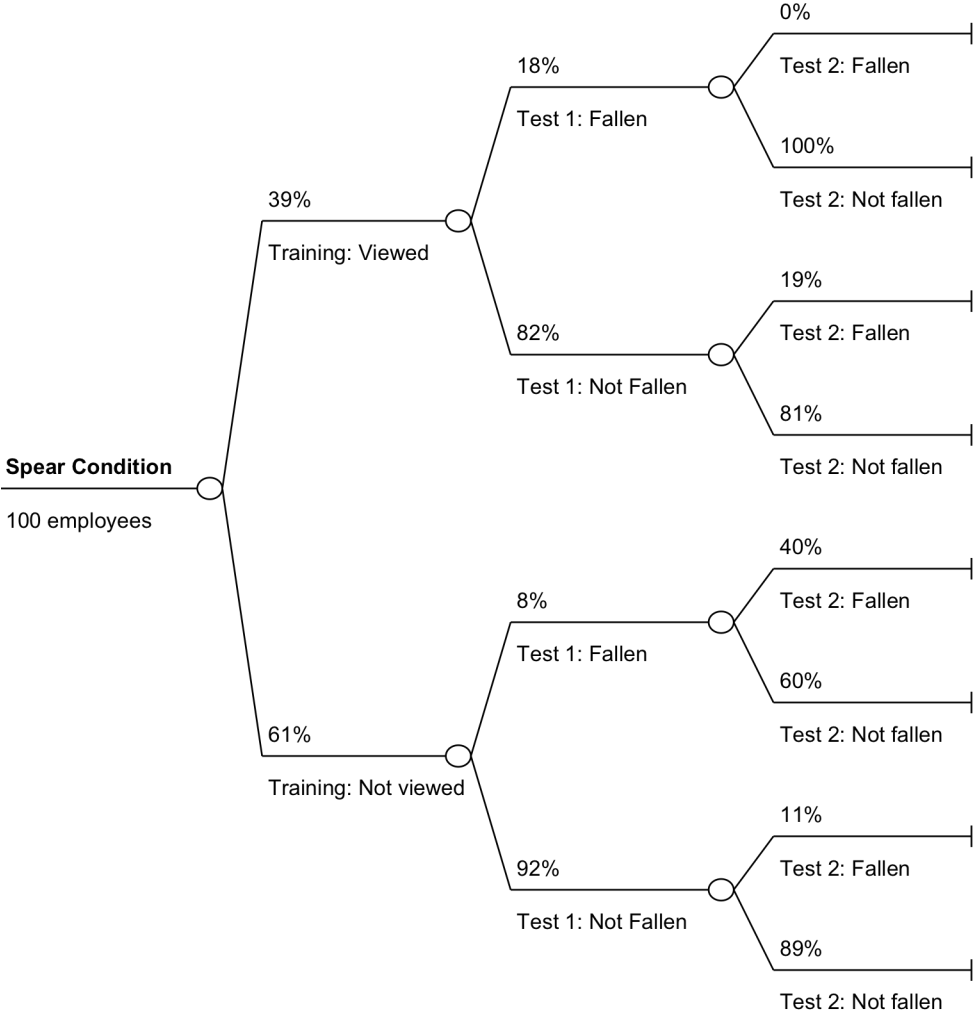 Spear Condition
100 employees
39%
Training: Viewed
18%
Test 1: Fallen
0%
Test 2: Fallen
100%
Test 2: Not fallen
82%
Test 1: Not Fallen
19%
Test 2: Fallen
81%
Test 2: Not fallen
61%
Training: Not viewed
8%
Test 1: Fallen
40%
Test 2: Fallen
60%
Test 2: Not fallen
92%
Test 1: Not Fallen
11%
Test 2: Fallen
89%
Test 2: Not fallen